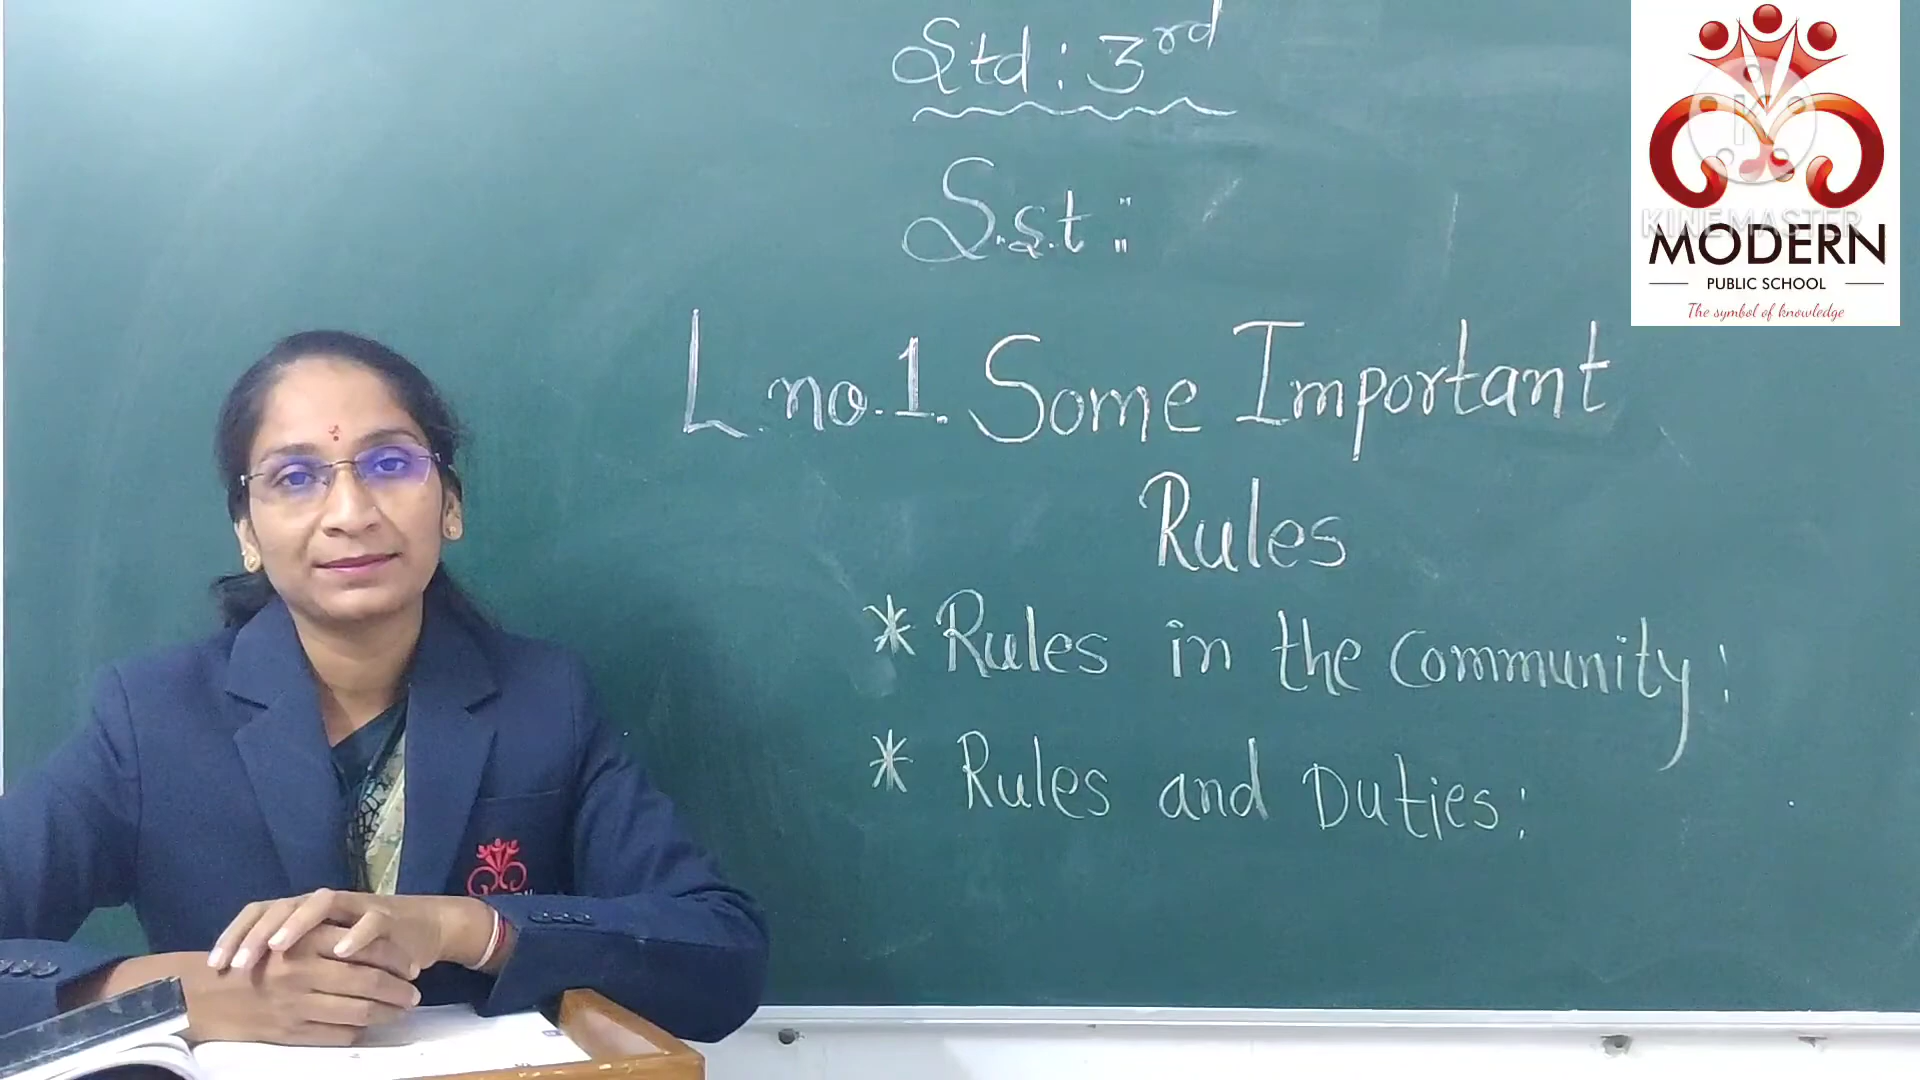 Std: 3rd
S.s.t :
L no.1. Some Important
Rules
* Rules in the Community:
* Rules and Duties:
KINEMASTER
MODERN
PUBLIC SCHOOL
The symbol of knowledge